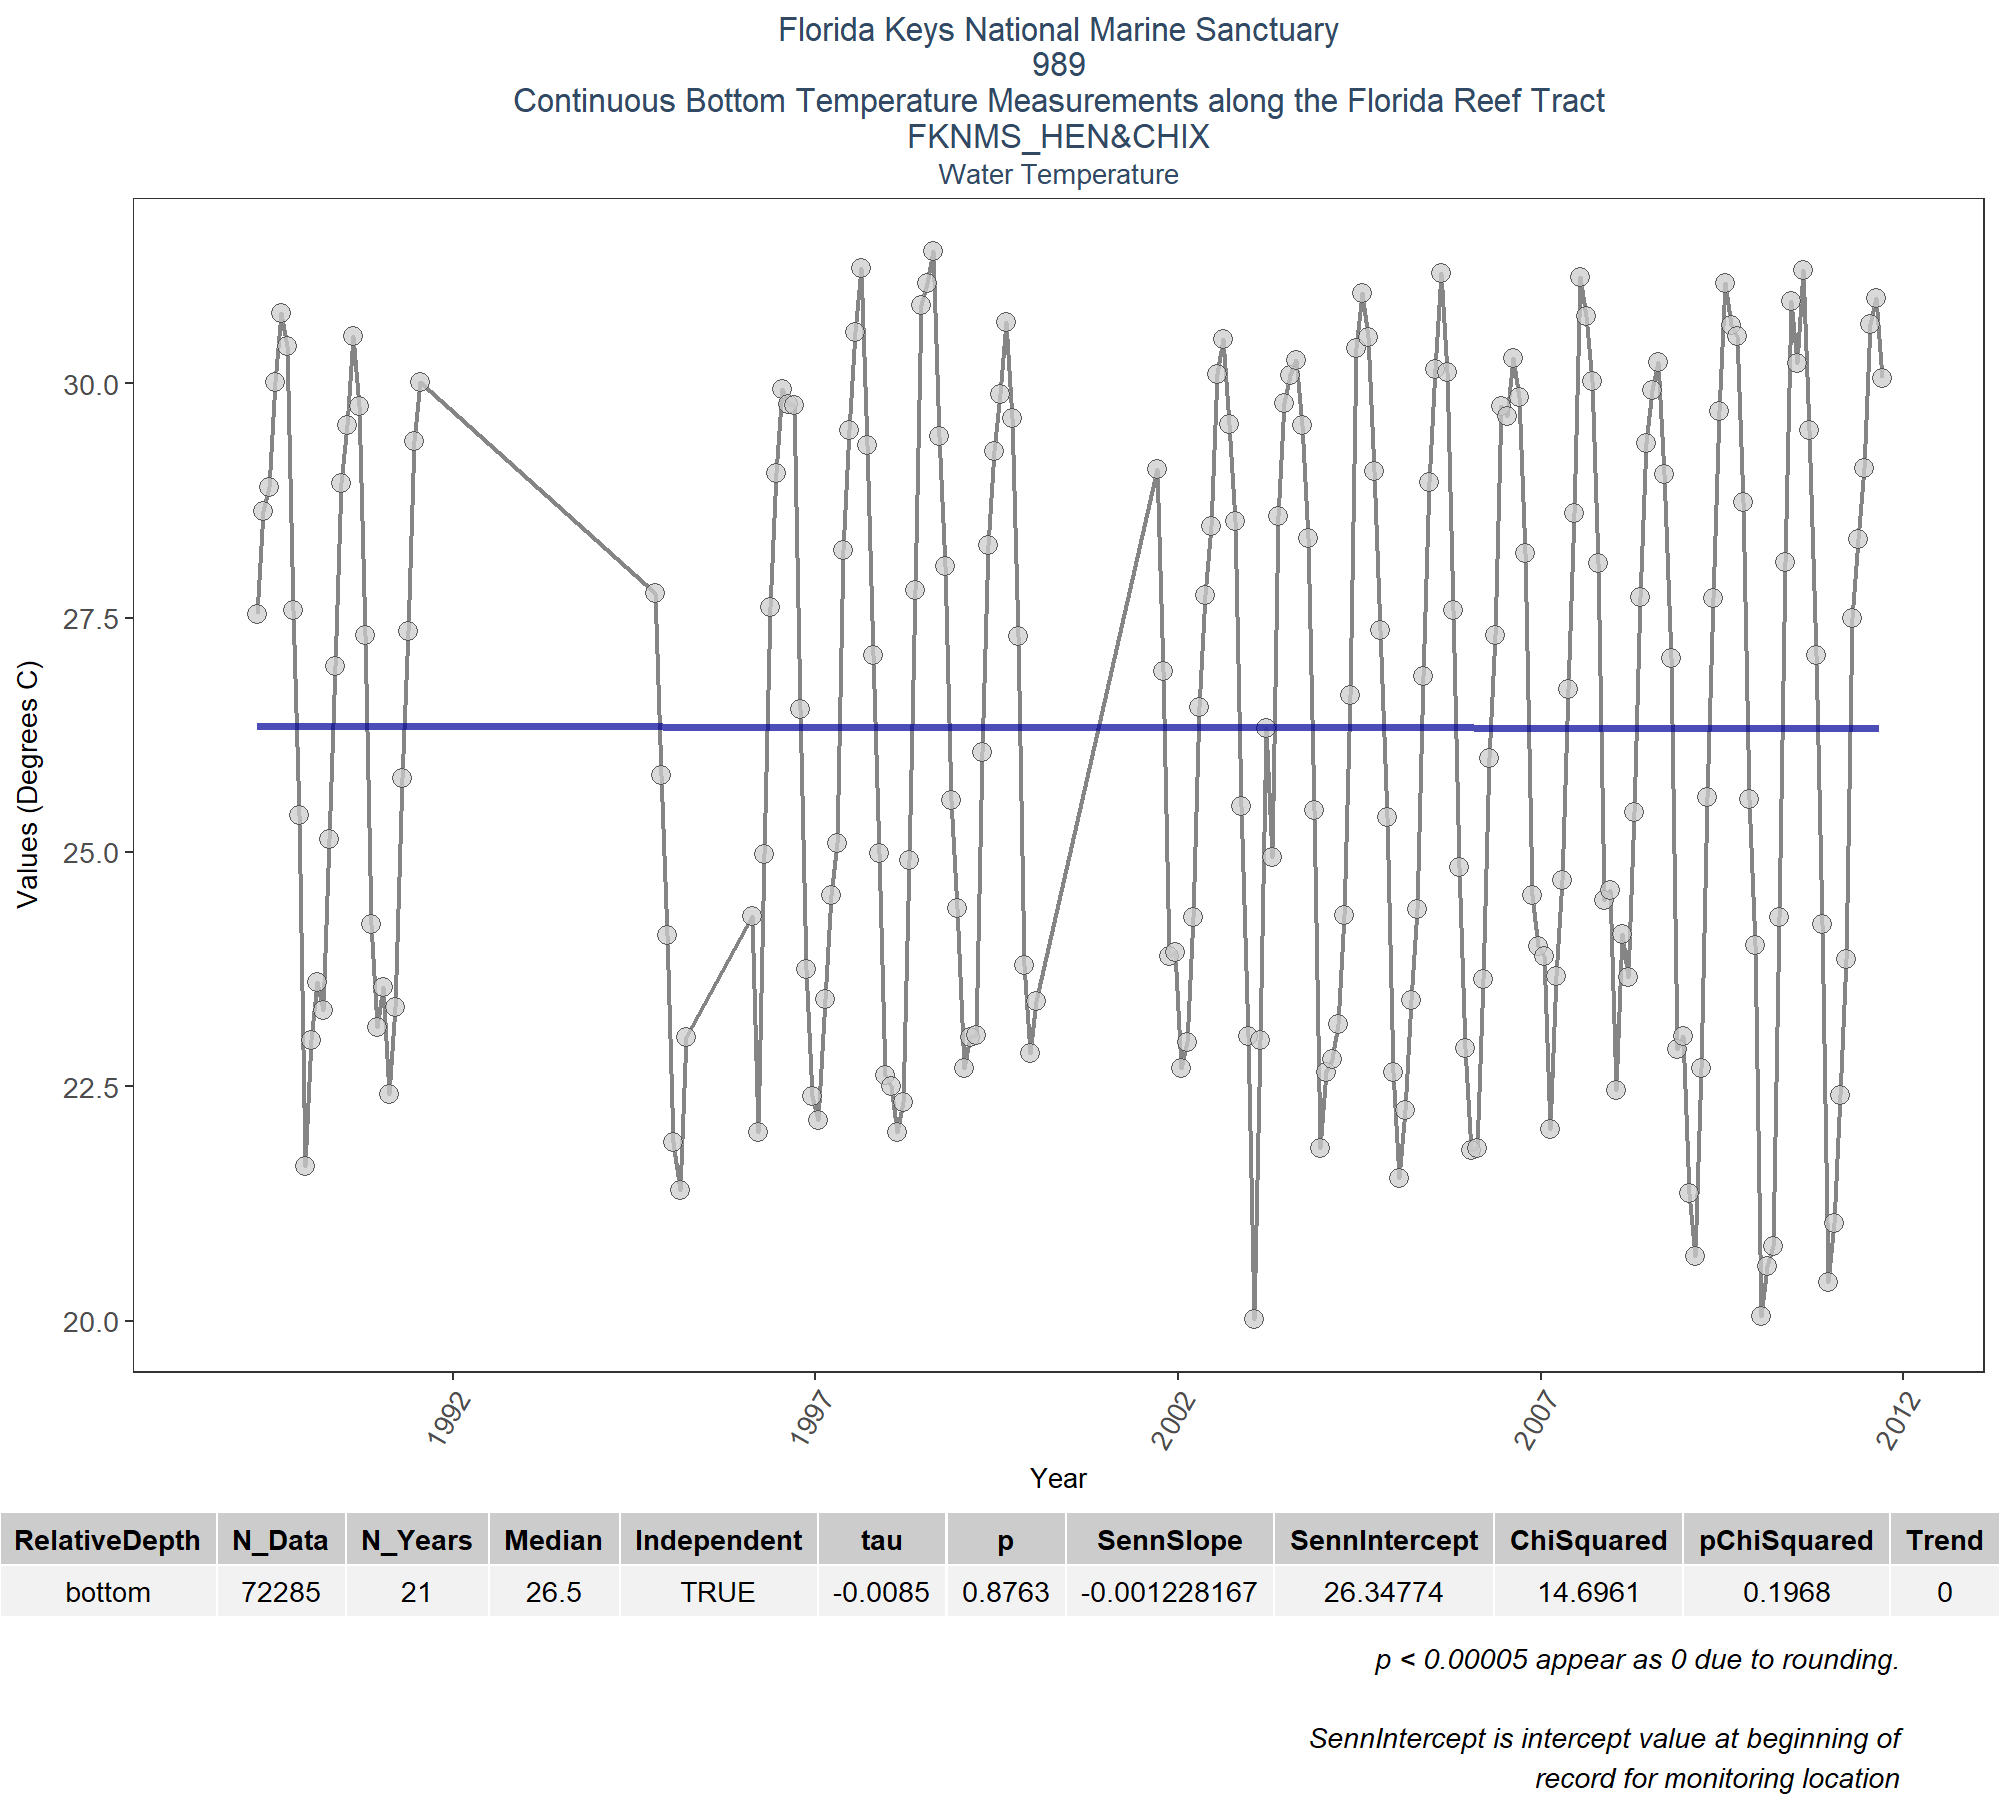 Florida Keys National Marine Sanctuary
989
Continuous Bottom Temperature Measurements along the Florida Reef Tract
FKNMS_HEN&CHIX
Water Temperature
Values (Degrees C)
30.0
27.5
25.0
22.5
20.0
1992 1997 2002 2007 2012
Year
RelativeDepth N_Data N_Years Median Independent tau p SennSlope SennIntercept ChiSquared pChiSquared Trend
bottom 72285 21 26.5 TRUE -0.0085 0.8763 -0.001228167 26.34774 14.6961 0.1968 0
p < 0.00005 appear as 0 due to rounding.
SennIntercept is intercept value at beginning of
record for monitoring location